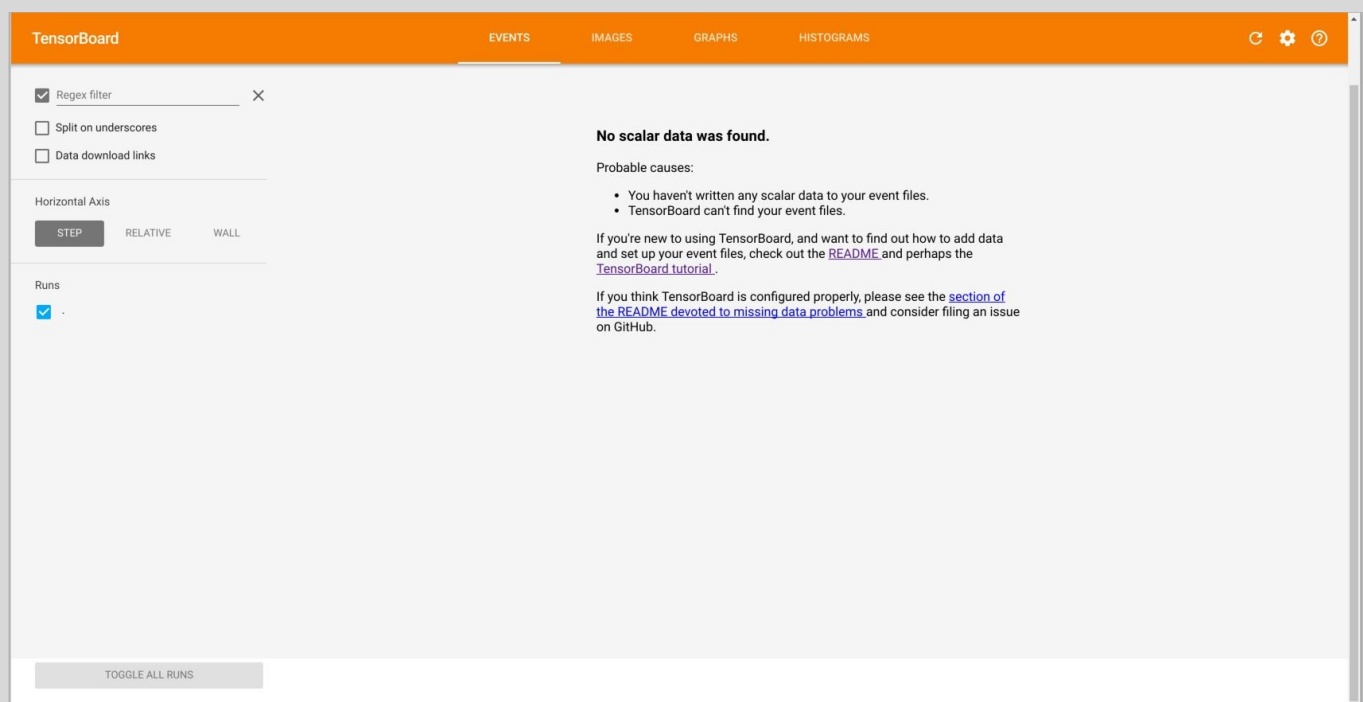 TensorBoard
EVENTS
IMAGES
GRAPHS
HISTOGRAMS
Regex filter
Split on underscores
Data download links
Horizontal Axis
STEP
RELATIVE
WALL
Runs
.
TOGGLE ALL RUNS
No scalar data was found.
Probable causes:
• You haven't written any scalar data to your event files.
• TensorBoard can't find your event files.
If you're new to using TensorBoard, and want to find out how to add data
and set up your event files, check out the README and perhaps the
TensorBoard tutorial .
If you think TensorBoard is configured properly, please see the section of
the README devoted to missing data problems and consider filing an issue
on GitHub.